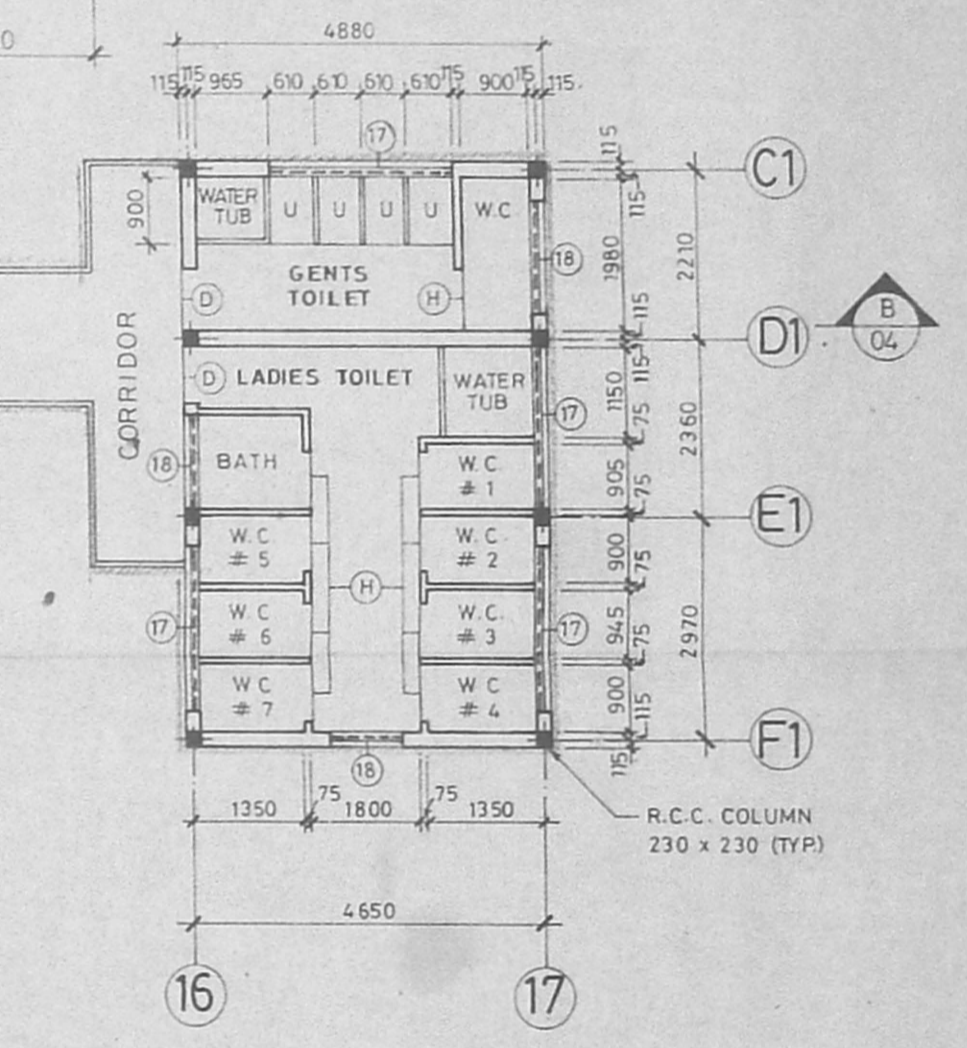 0
4880
115 115 965 610 610 610 610 115 900 115 115.
17
C1
115
900
WATER
TUB
U U U U
W.C
115
1980
2210
18
GENTS
TOILET
D
H
115
B
04
D1
CORRIDOR
D
LADIES TOILET
WATER
TUB
115
1150
2360
17
75
18
BATH
W.C.
# 1
905
75
E1
W.C
# 5
W.C.
# 2
900
75
H
17
W.C.
# 6
W.C.
# 3
17
945
75
2970
W C
# 7
W C
# 4
900
115
F1
115
18
1350 75 1800 75 1350
R.C.C. COLUMN
230 x 230 (TYP.)
4650
16
17